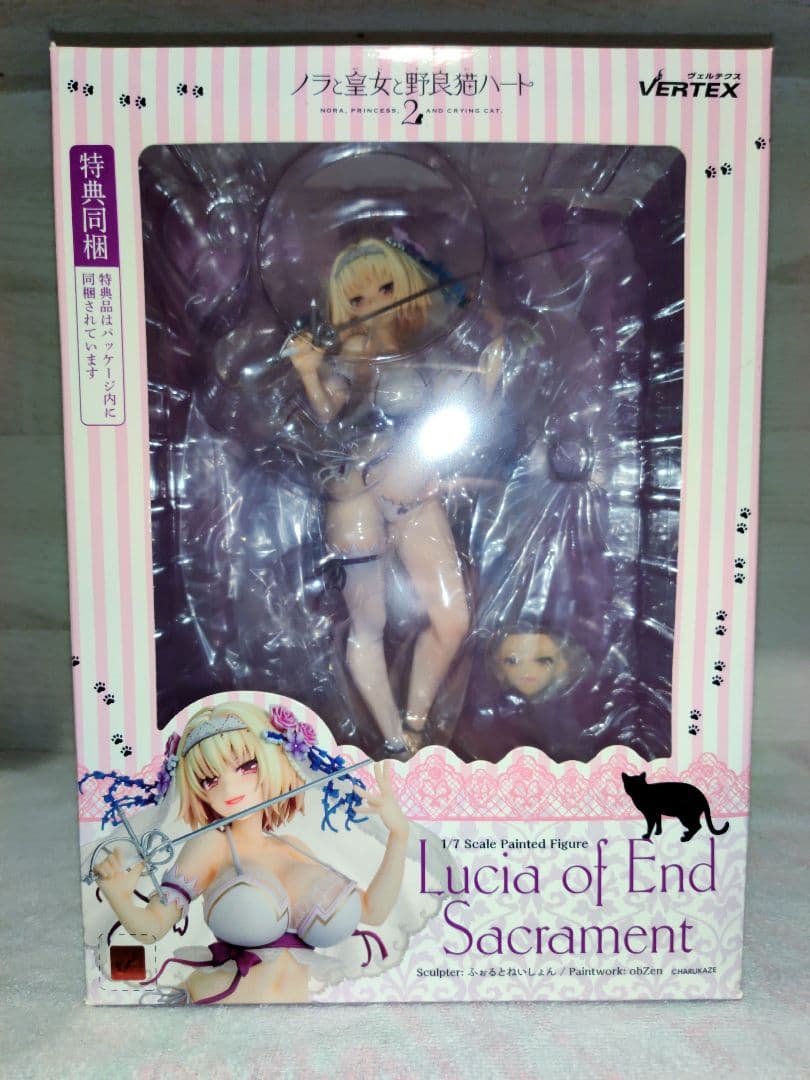 ノラと皇女と野良猫ハート
NORA, PRINCESS, AND CRYING CAT.
2
ヴェルテクス
VERTEX
特典同梱
特典品はパッケージ内に
同梱されています
1/7 Scale Painted Figure
Lucia of End
Sacrament
Sculpter: ふぉるとねいしょん / Paintwork: obZen CHARUKAZE